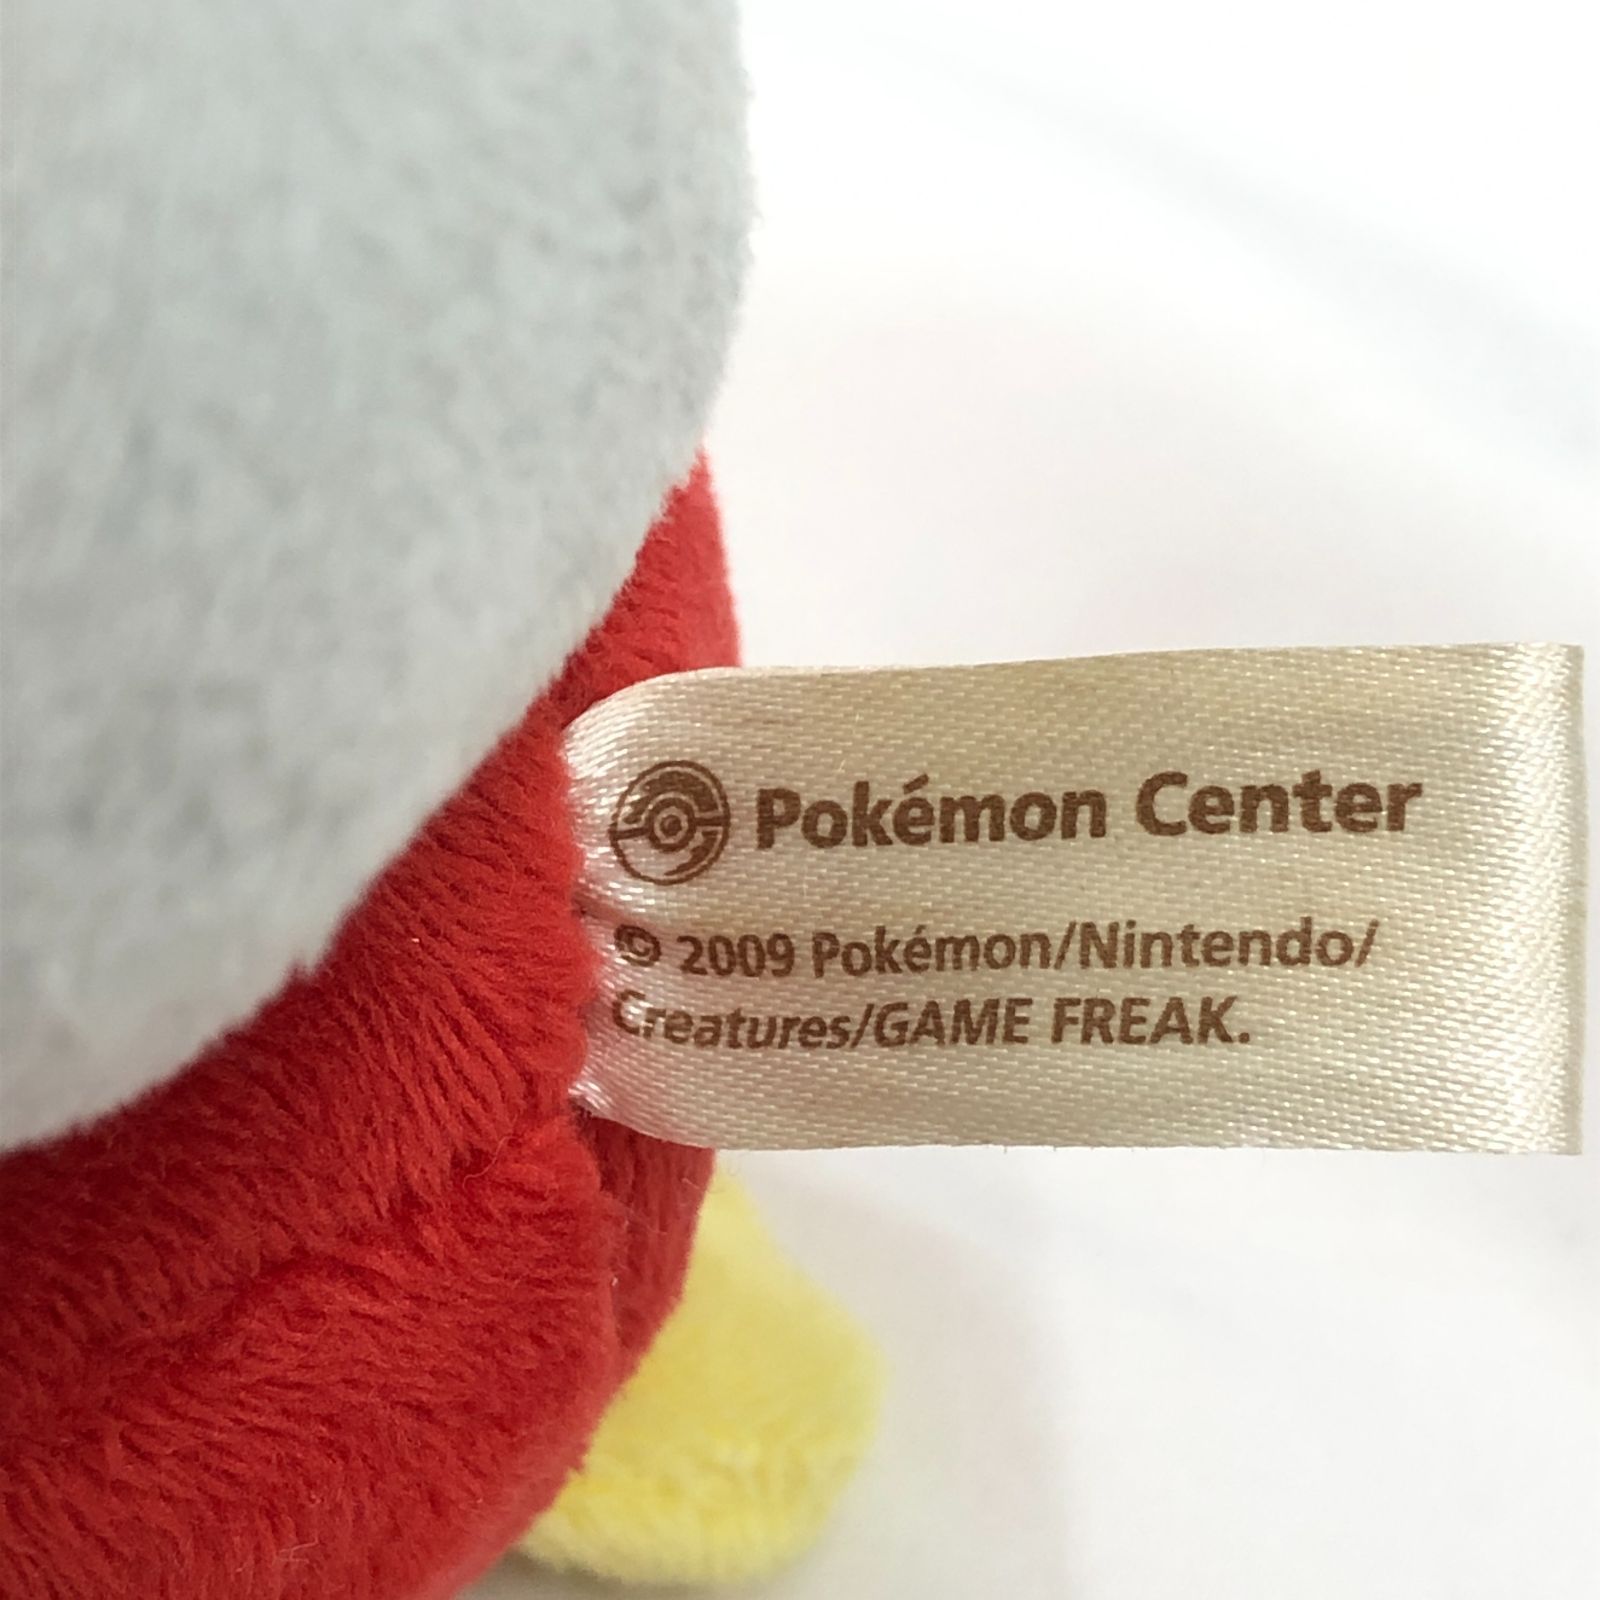 Pokémon Center
© 2009 Pokémon/Nintendo/
Creatures/GAME FREAK.